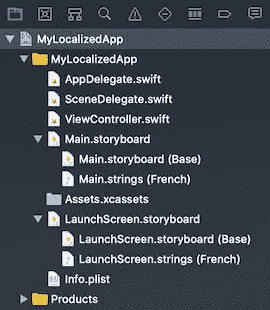 MyLocalizedApp
MyLocalizedApp
AppDelegate.swift
SceneDelegate.swift
ViewController.swift
Main.storyboard
Main.storyboard (Base)
Main.strings (French)
Assets.xcassets
LaunchScreen.storyboard
LaunchScreen.storyboard (Base)
LaunchScreen.strings (French)
Info.plist
Products